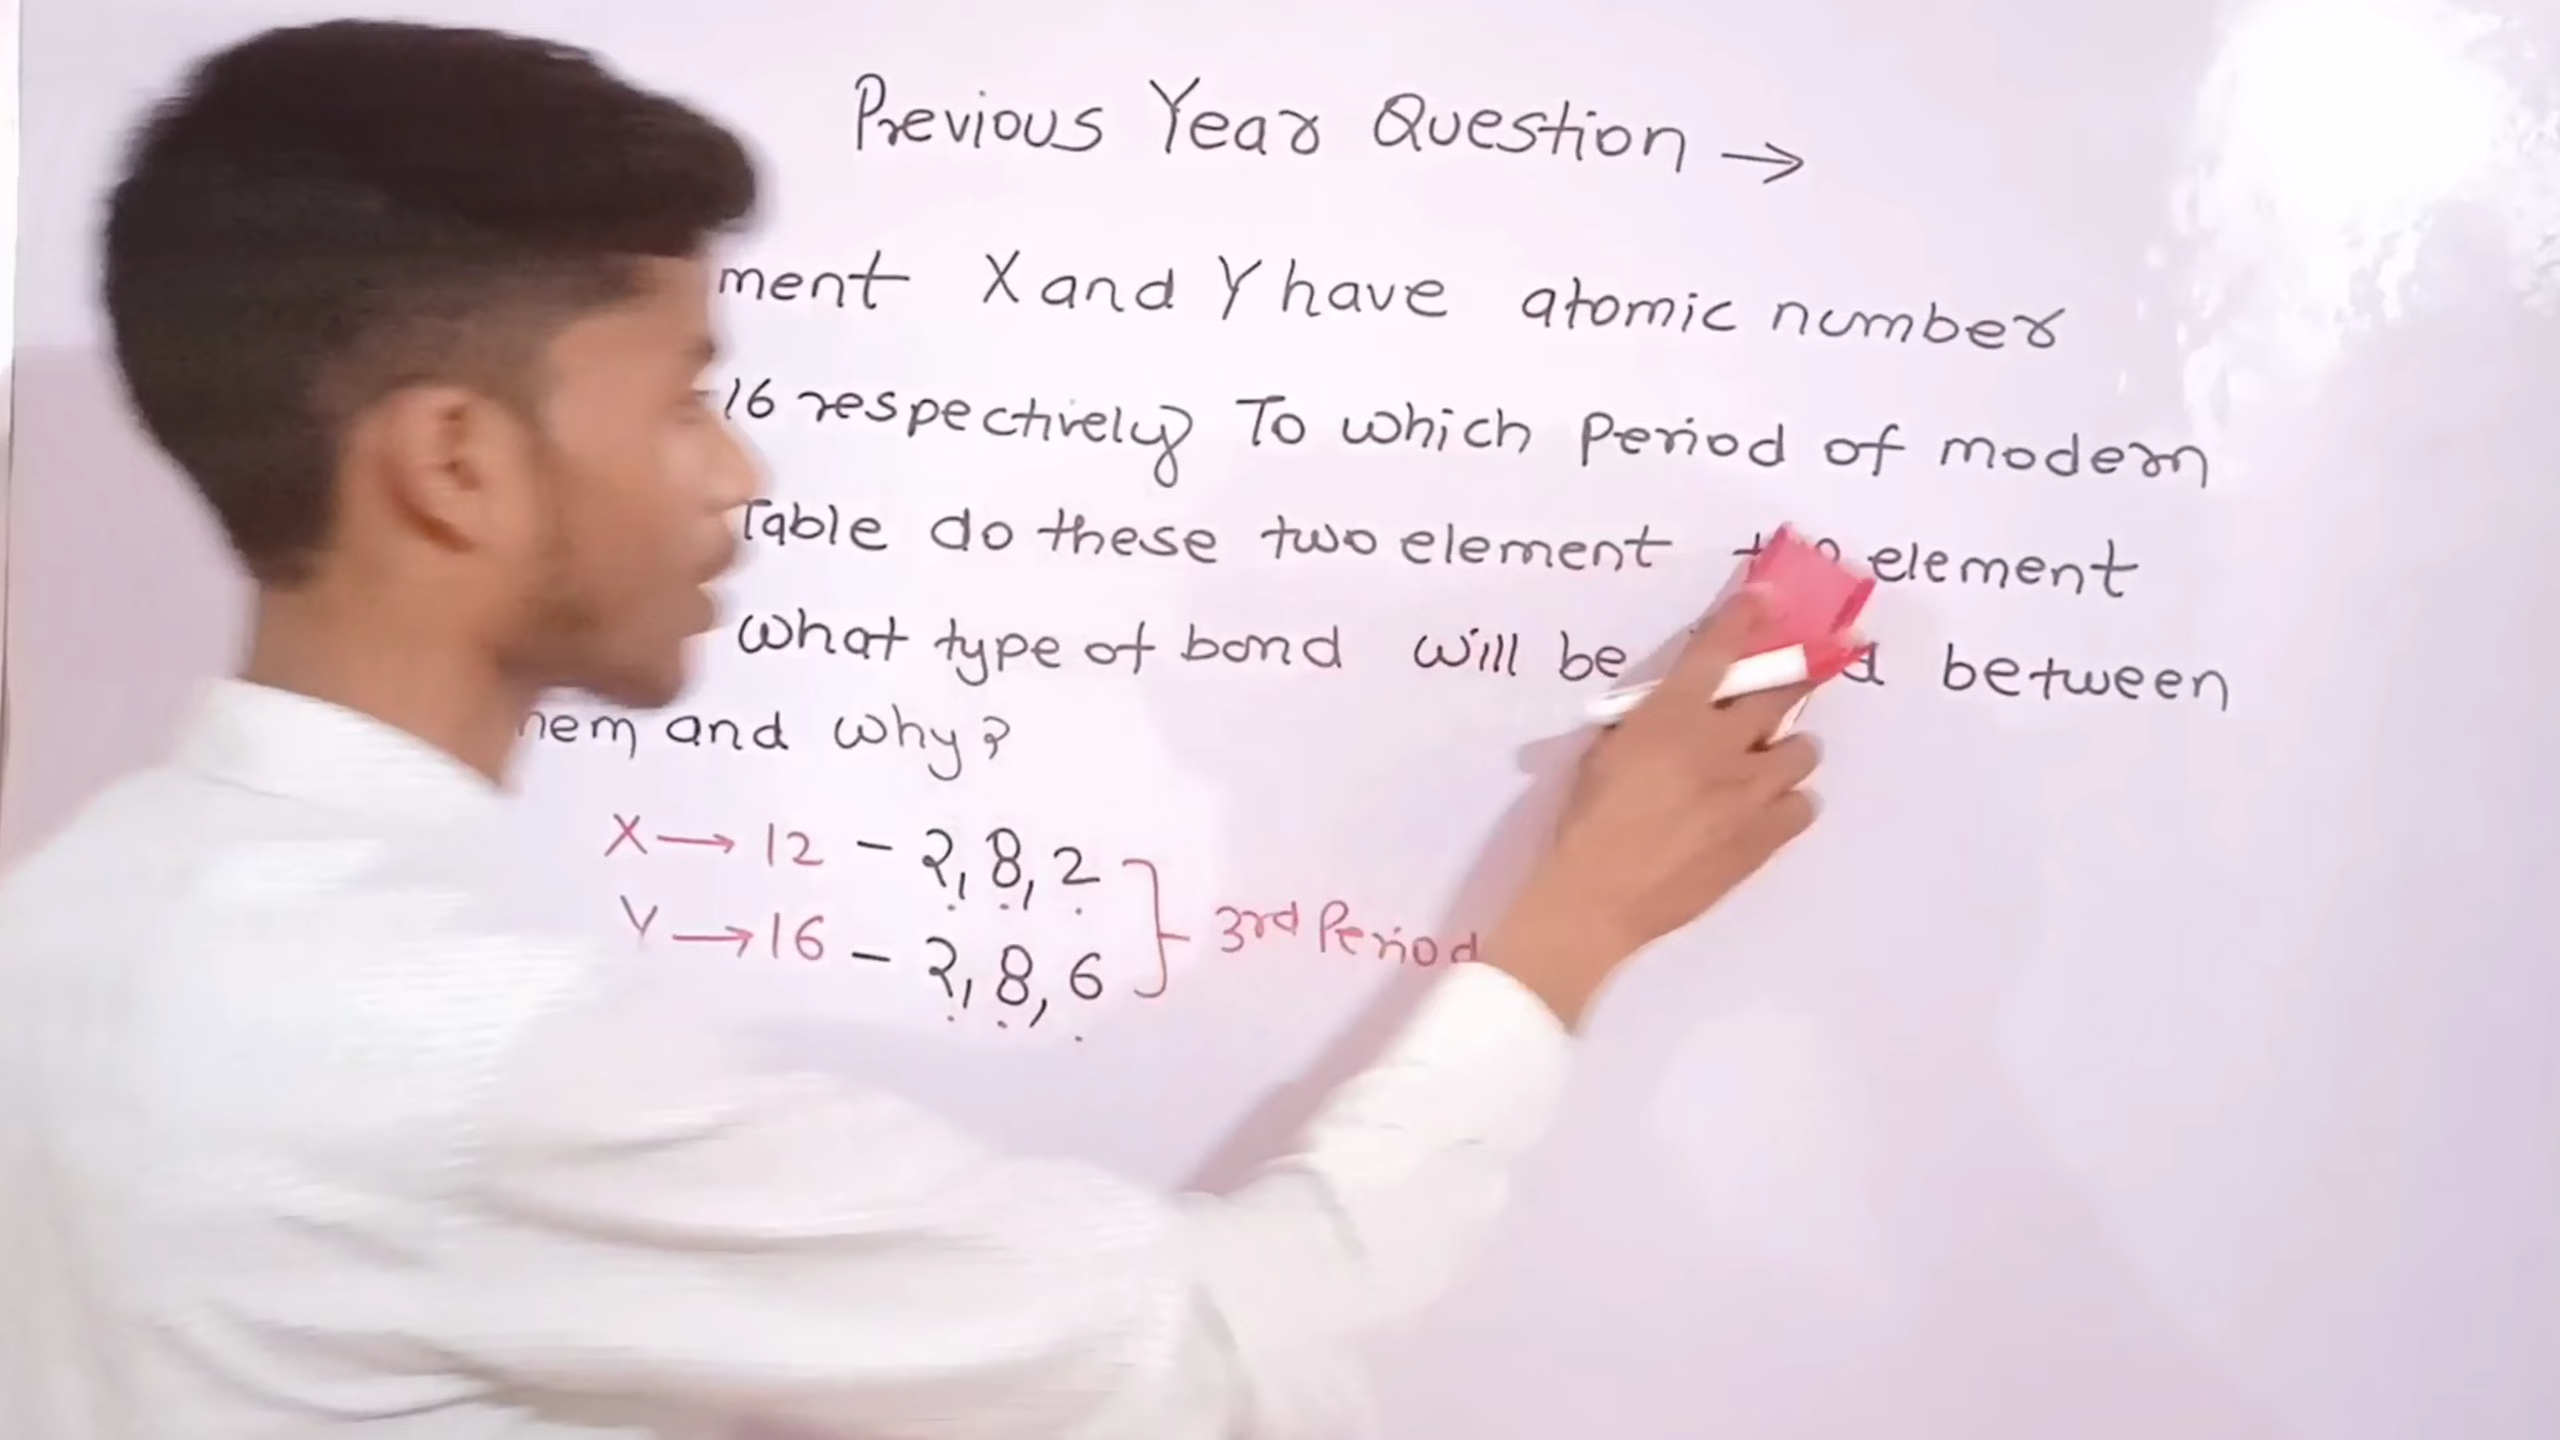 Previous Year Question →
ment X and Y have atomic number
16 respectively To which Period of modern
Table do these two element element
what type of bond will be between
and why?
X → 12 - 2, 8, 2
Y → 16 - 2, 8, 6
3rd Period